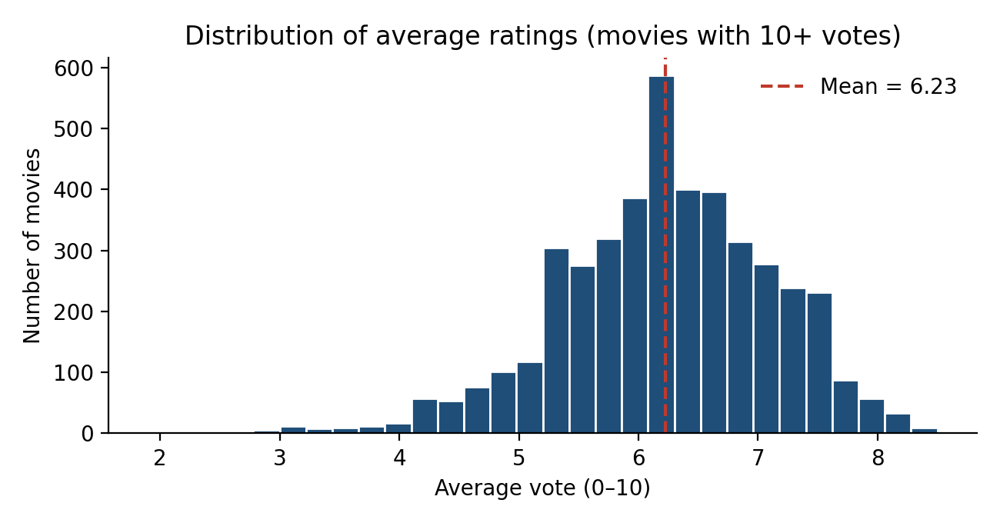 Distribution of average ratings (movies with 10+ votes)
600
500
400
300
200
100
0
Number of movies
Mean = 6.23
2 3 4 5 6 7 8
Average vote (0–10)